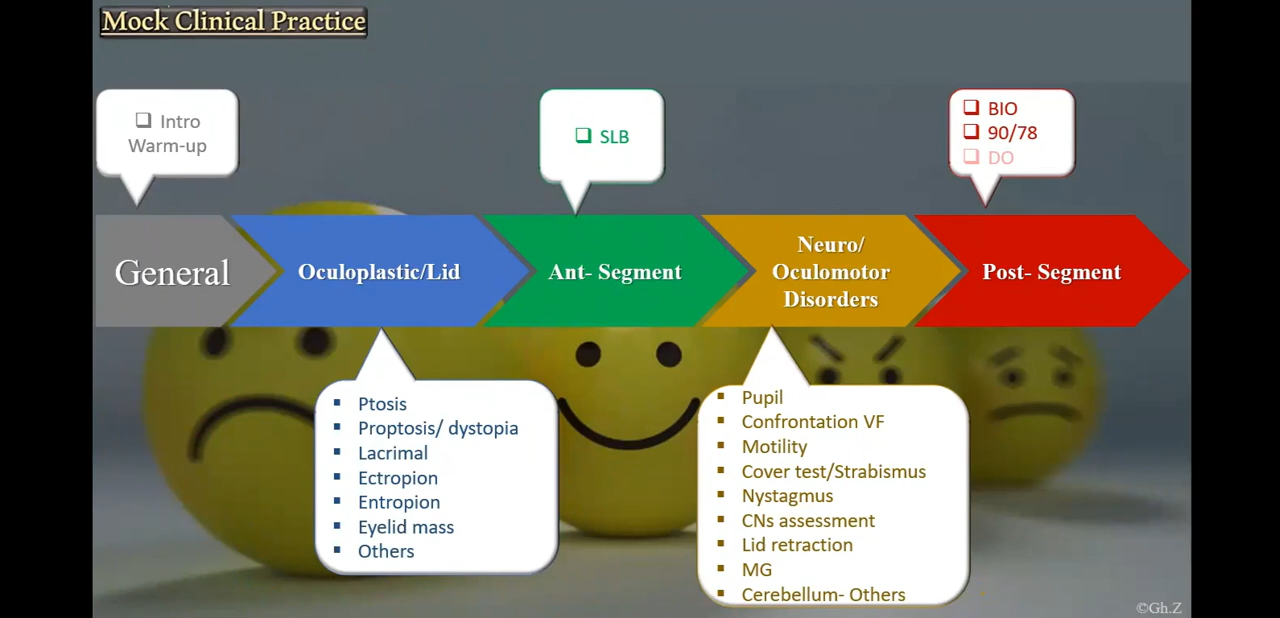 Mock Clinical Practice
❑ Intro
Warm-up
❑ SLB
❑ BIO
❑ 90/78
❑ DO
General
Oculoplastic/Lid
Ant- Segment
Neuro/
Oculomotor
Disorders
Post- Segment
▪ Ptosis
▪ Proptosis/ dystopia
▪ Lacrimal
▪ Ectropion
▪ Entropion
▪ Eyelid mass
▪ Others
▪ Pupil
▪ Confrontation VF
▪ Motility
▪ Cover test/Strabismus
▪ Nystagmus
▪ CNs assessment
▪ Lid retraction
▪ MG
▪ Cerebellum- Others
©Gh.Z